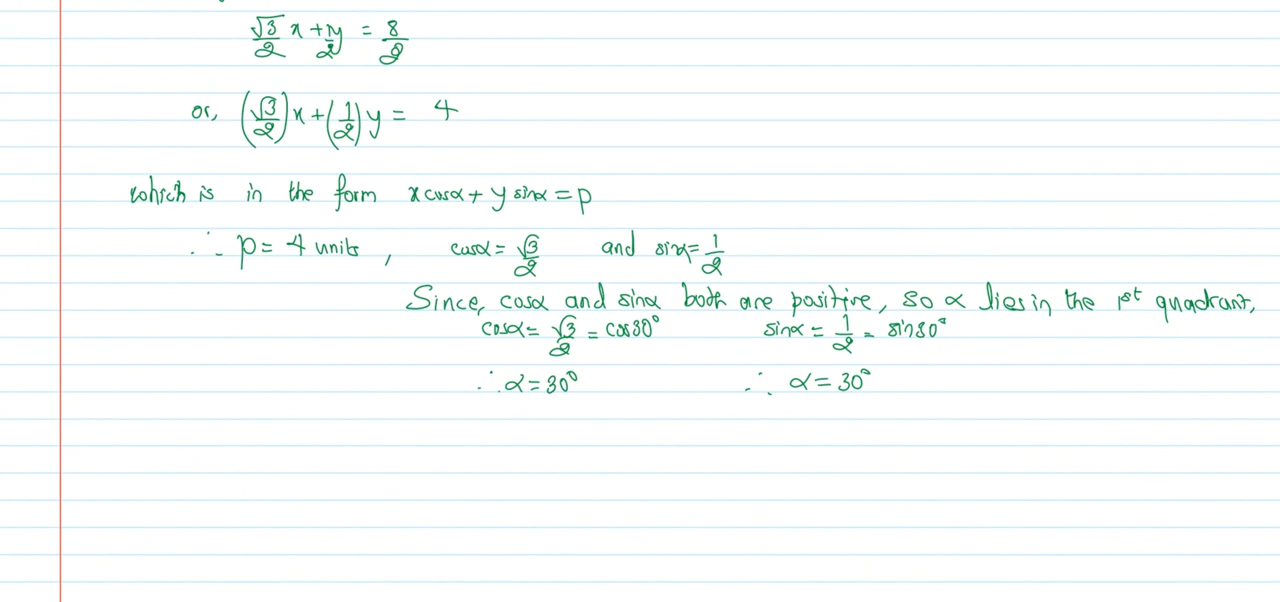 √3/2 x + y/2 = 8/2
or, (√3/2)x + (1/2)y = 4
which is in the form x cosα + y sinα = p
∴ p = 4 units, cosα = √3/2 and sinα = 1/2
Since, cosα and sinα both are positive, so α lies in the 1st quadrant,
cosα = √3/2 = cos30° sinα = 1/2 = sin30°
∴ α = 30° ∴ α = 30°